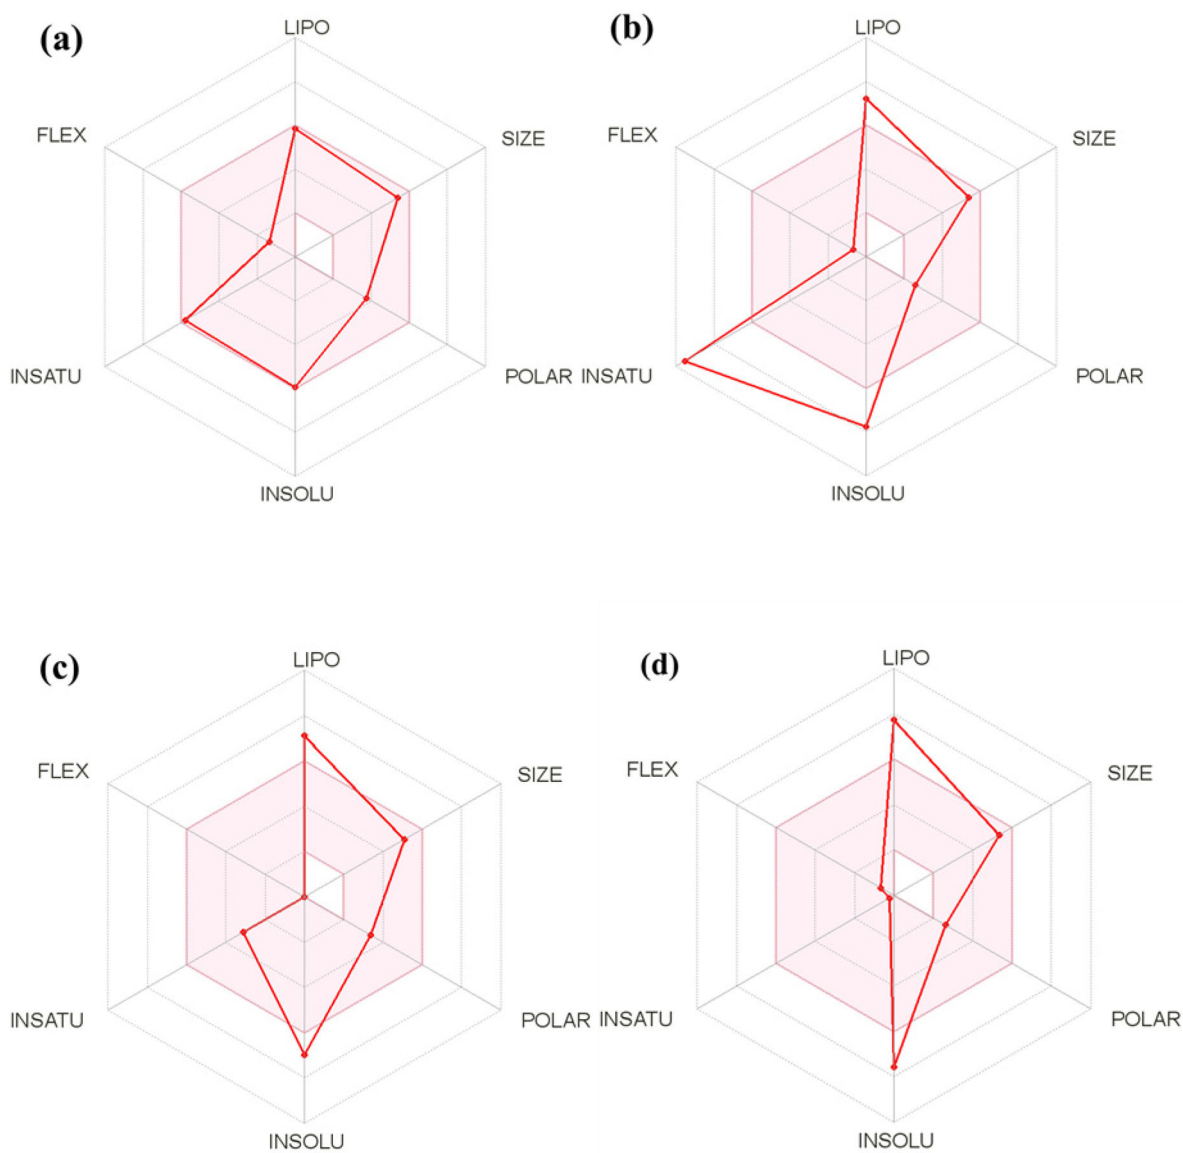 (a)
LIPO
FLEX
SIZE
INSATU
POLAR
INSOLU
(b)
LIPO
FLEX
SIZE
INSATU
POLAR
INSOLU
(c)
LIPO
FLEX
SIZE
INSATU
POLAR
INSOLU
(d)
LIPO
FLEX
SIZE
INSATU
POLAR
INSOLU